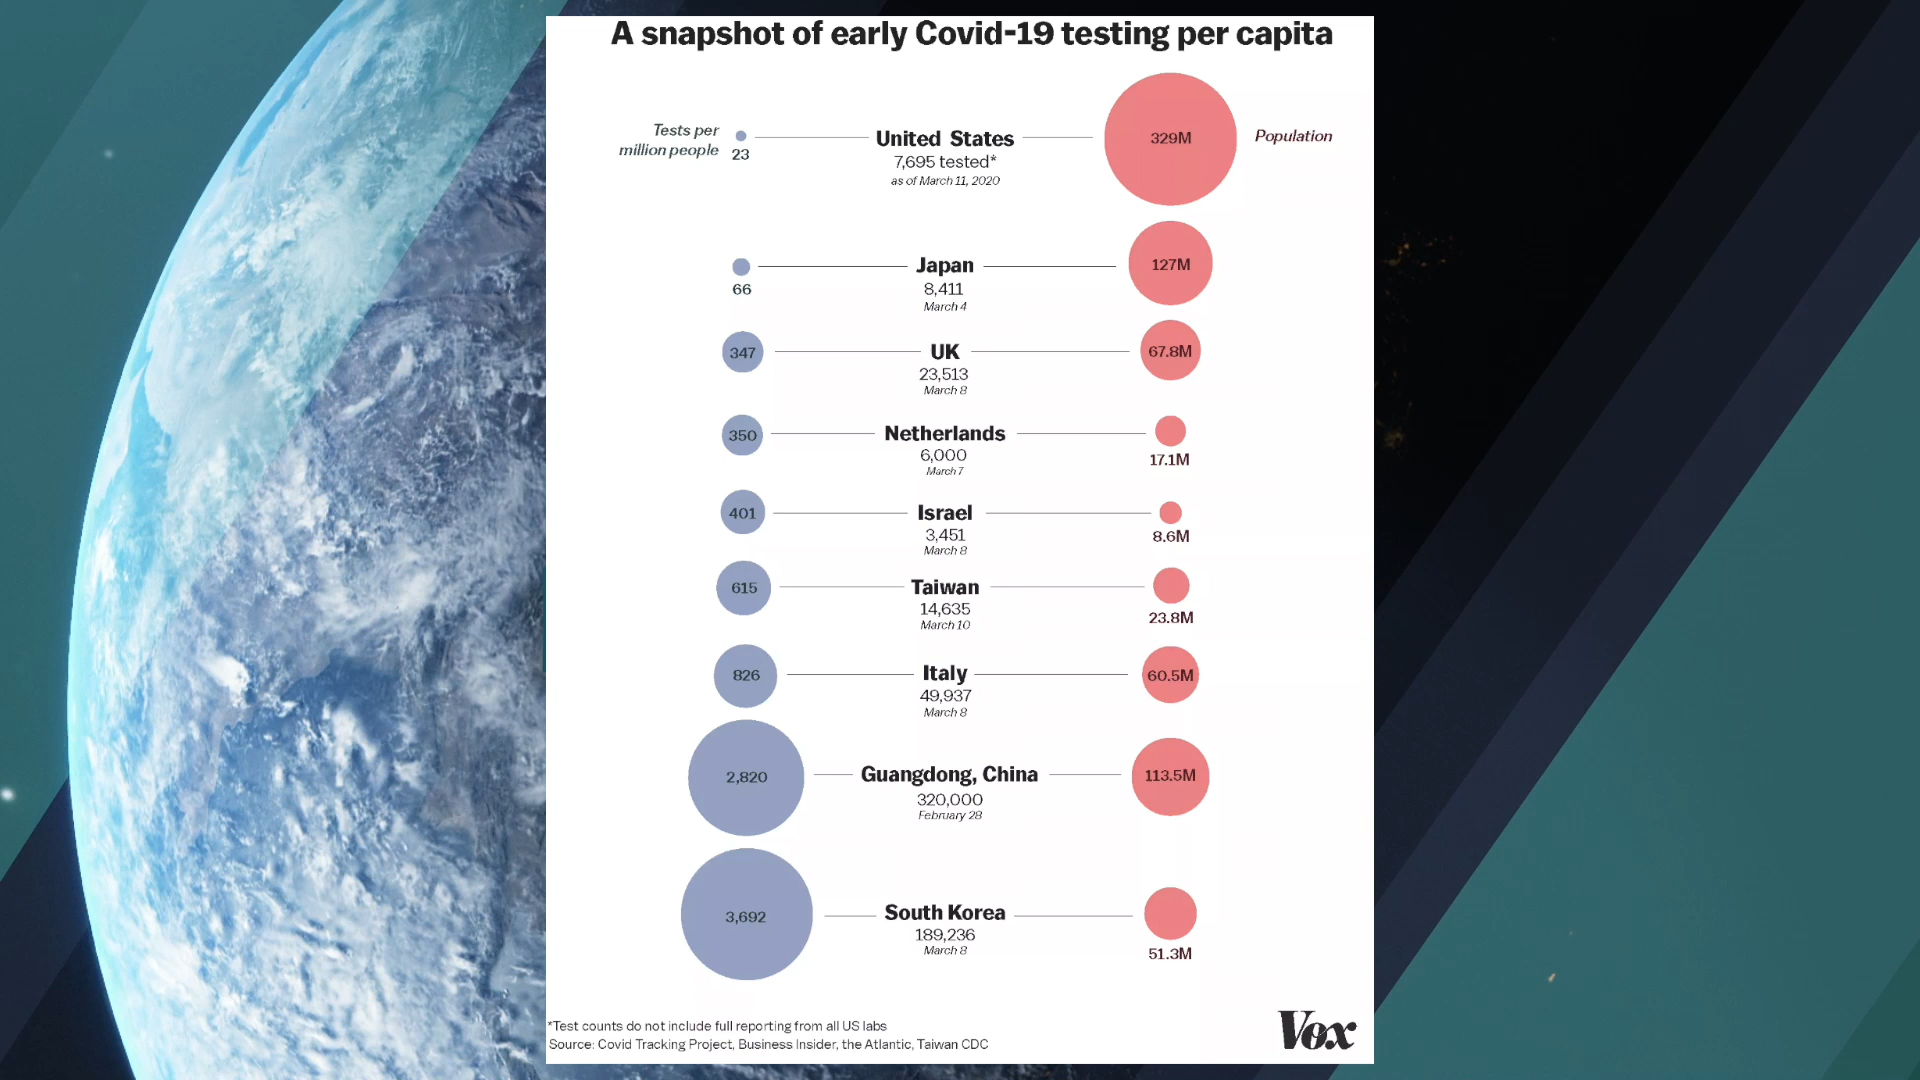 A snapshot of early Covid-19 testing per capita
Tests per
million people
23
United States
7,695 tested*
as of March 11, 2020
329M
Population
66
Japan
8,411
March 4
127M
347
UK
23,513
March 8
67.8M
350
Netherlands
6,000
March 7
17.1M
401
Israel
3,451
March 8
8.6M
615
Taiwan
14,635
March 10
23.8M
826
Italy
49,937
March 8
60.5M
2,820
Guangdong, China
320,000
February 28
113.5M
3,692
South Korea
189,236
March 8
51.3M
*Test counts do not include full reporting from all US labs
Source: Covid Tracking Project, Business Insider, the Atlantic, Taiwan CDC
Vox